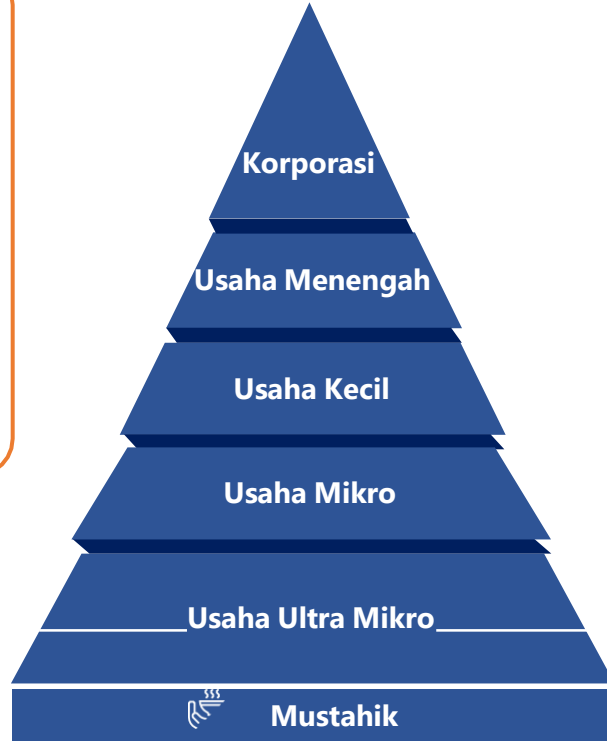 Korporasi
Usaha Menengah
Usaha Kecil
Usaha Mikro
Usaha Ultra Mikro
Mustahik